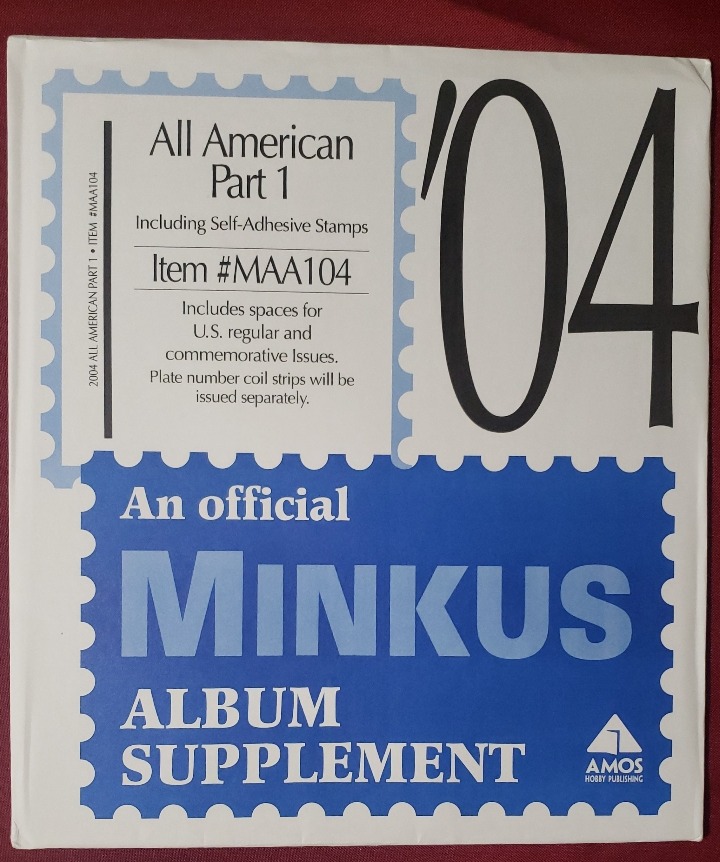 2004 ALL AMERICAN PART 1 • ITEM #MAA104
All American
Part 1
Including Self-Adhesive Stamps
Item #MAA104
Includes spaces for
U.S. regular and
commemorative Issues.
Plate number coil strips will be
issued separately.
'04
An official
MINKUS
ALBUM
SUPPLEMENT
AMOS
HOBBY PUBLISHING